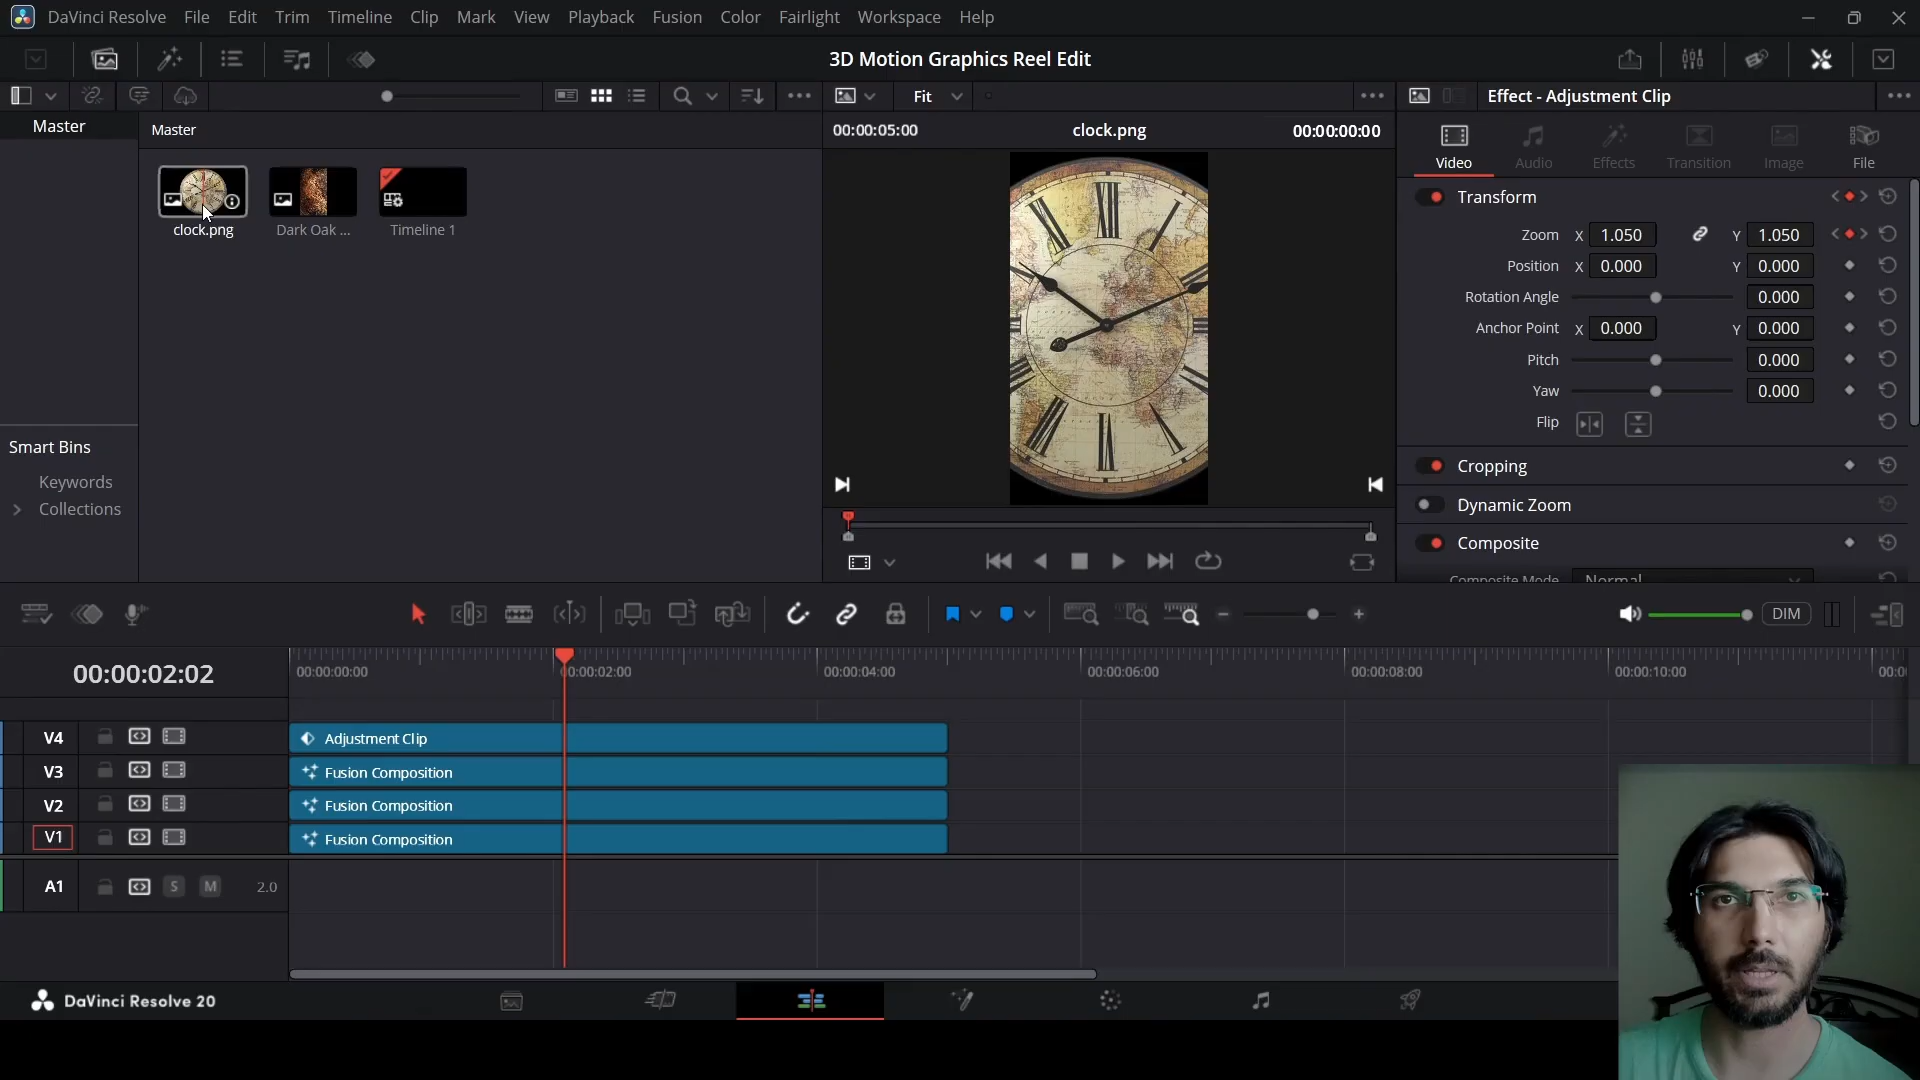 DaVinci Resolve File Edit Trim Timeline Clip Mark View Playback Fusion Color Fairlight Workspace Help
3D Motion Graphics Reel Edit
Fit
Effect - Adjustment Clip
Master
Master
00:00:05:00 clock.png 00:00:00:00
Video Audio Effects Transition Image File
clock.png
Dark Oak ...
Timeline 1
Transform
Zoom X 1.050 Y 1.050
Position X 0.000 Y 0.000
Rotation Angle 0.000
Anchor Point X 0.000 Y 0.000
Pitch 0.000
Yaw 0.000
Flip
Cropping
Dynamic Zoom
Composite
Composite Mode Normal
Smart Bins
Keywords
Collections
DIM
00:00:02:02
00:00:00:00 00:00:02:00 00:00:04:00 00:00:06:00 00:00:08:00 00:00:10:00
V4 Adjustment Clip
V3 Fusion Composition
V2 Fusion Composition
V1 Fusion Composition
A1 S M 2.0
DaVinci Resolve 20